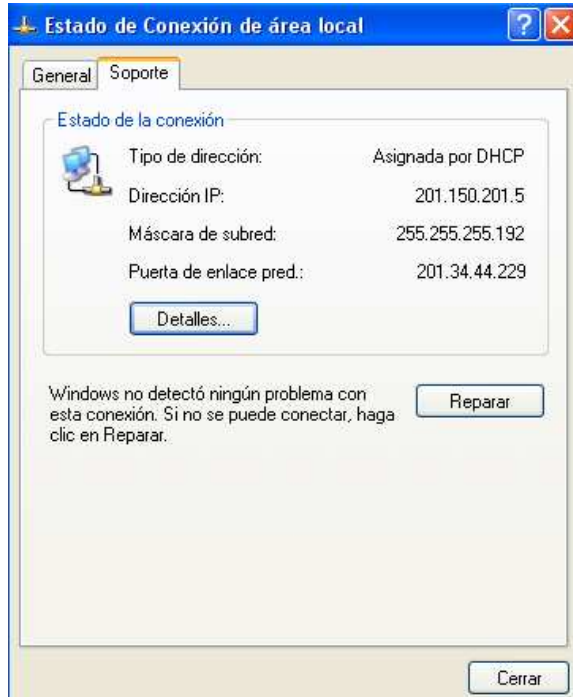 Estado de Conexión de área local
General Soporte
Estado de la conexión
Tipo de dirección: Asignada por DHCP
Dirección IP: 201.150.201.5
Máscara de subred: 255.255.255.192
Puerta de enlace pred.: 201.34.44.229
Detalles...
Windows no detectó ningún problema con
esta conexión. Si no se puede conectar, haga
clic en Reparar.
Reparar
Cerrar